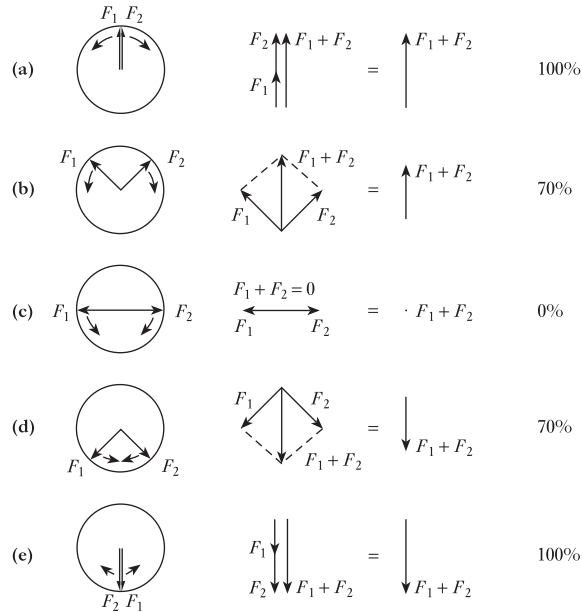 F₁ F₂ F₂ F₁ + F₂ F₁ + F₂
(a) = 100%
F₁
F₁ F₂ F₁ + F₂ F₁ + F₂
(b) = 70%
F₁ F₂
F₁ + F₂ = 0
(c) F₁ F₂ = · F₁ + F₂ 0%
F₁ F₂
F₁ F₂
(d) = 70%
F₁ F₂ F₁ + F₂ F₁ + F₂
(e) F₁ = 100%
F₂ F₁ F₂ F₁ + F₂ F₁ + F₂